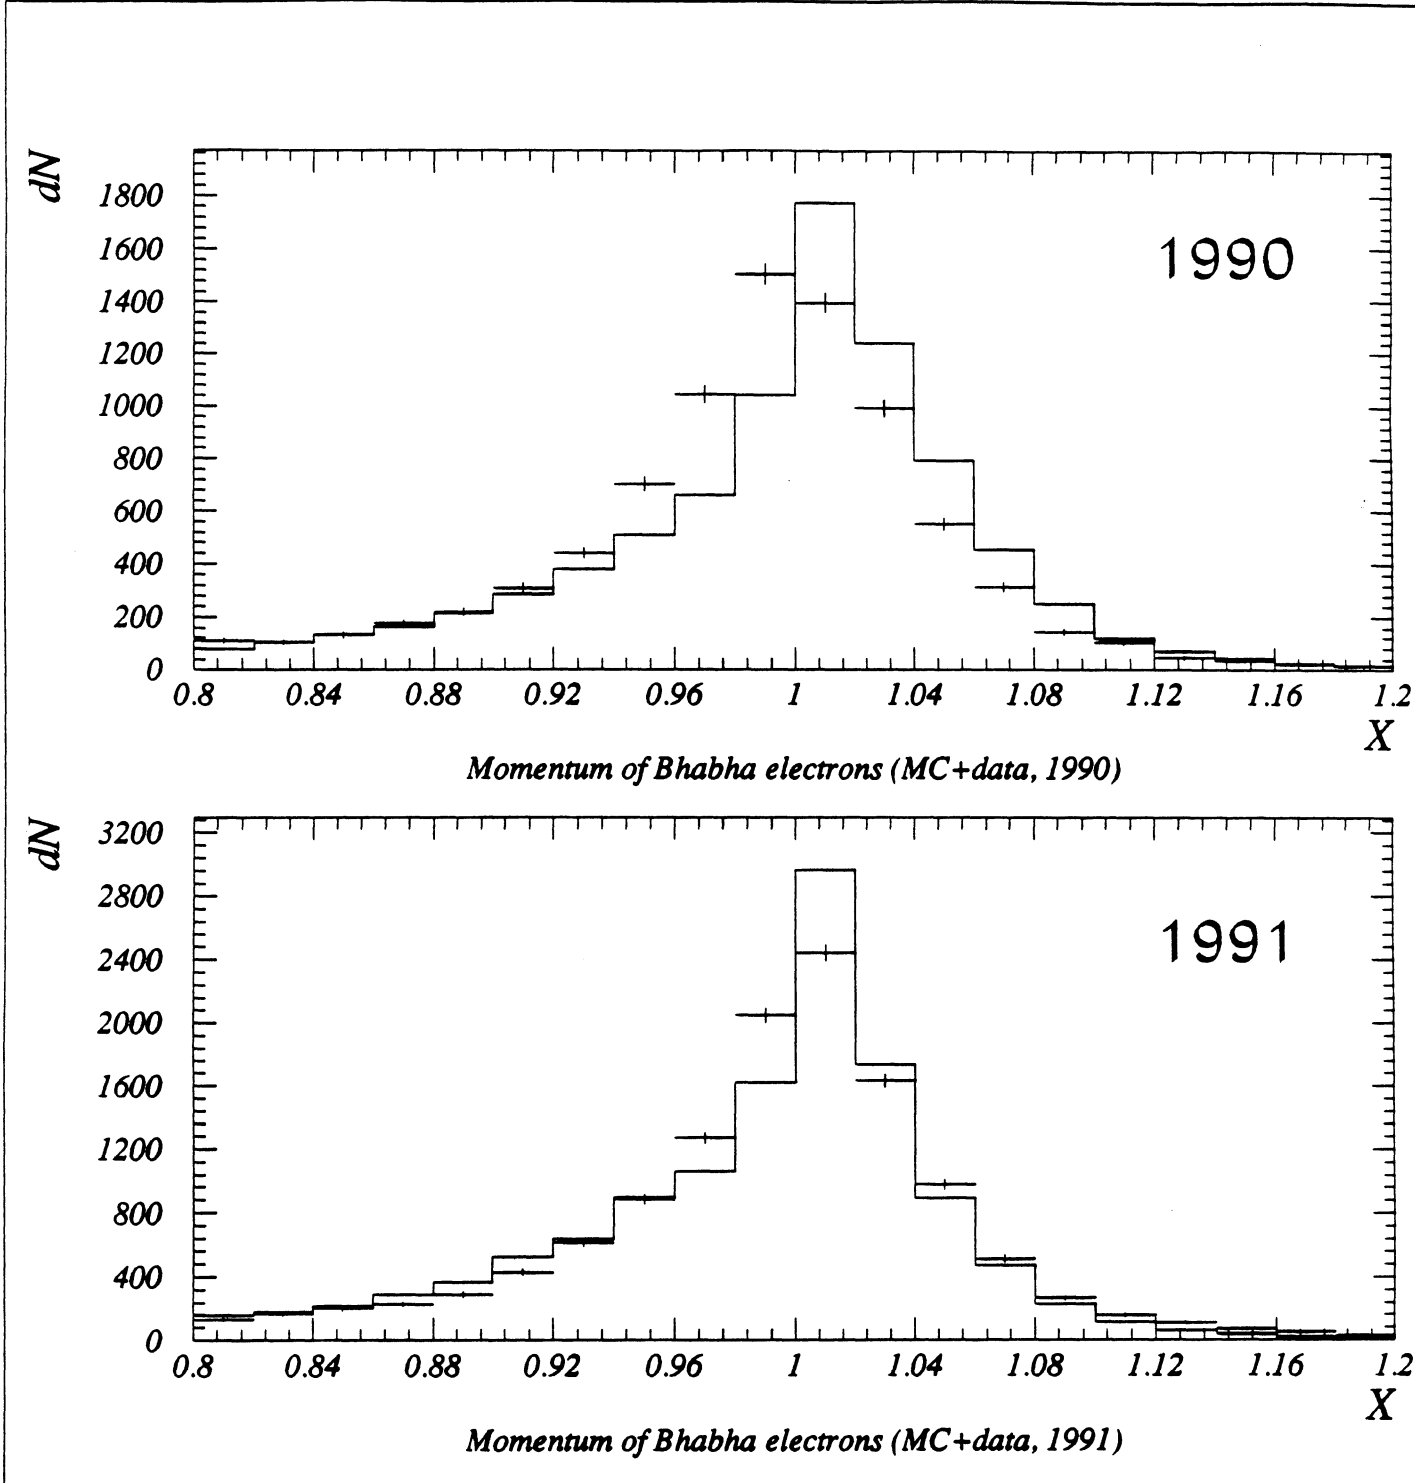 dN
1800
1600
1400
1200
1000
800
600
400
200
0
1990
0.8 0.84 0.88 0.92 0.96 1 1.04 1.08 1.12 1.16 1.2
X
Momentum of Bhabha electrons (MC+data, 1990)
dN
3200
2800
2400
2000
1600
1200
800
400
0
1991
0.8 0.84 0.88 0.92 0.96 1 1.04 1.08 1.12 1.16 1.2
X
Momentum of Bhabha electrons (MC+data, 1991)